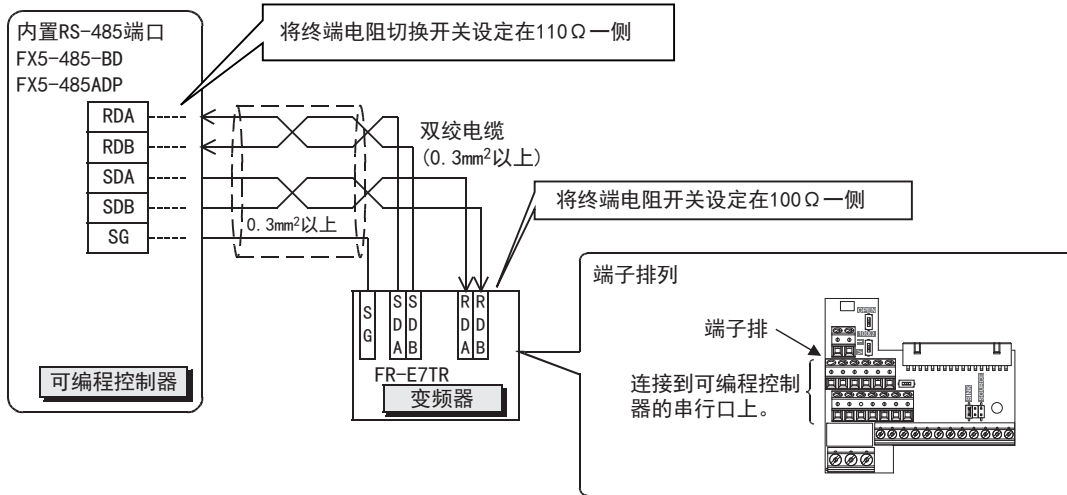 内置RS-485端口
FX5-485-BD
FX5-485ADP
将终端电阻切换开关设定在110Ω一侧
RDA
RDB
SDA
SDB
SG
双绞电缆
(0.3mm²以上)
0.3mm²以上
将终端电阻开关设定在100Ω一侧
SG
SDA
SDB
RDA
RDB
FR-E7TR
变频器
可编程控制器
端子排列
端子排
连接到可编程控制
器的串行口上。